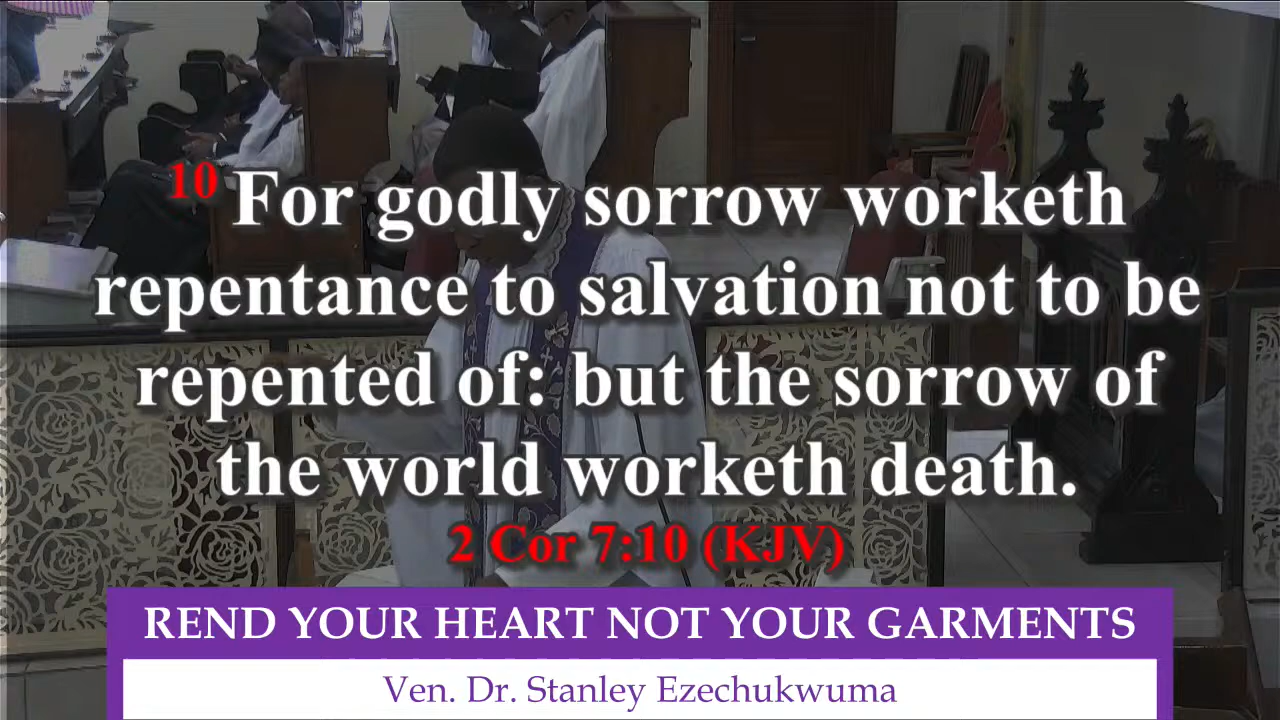 10 For godly sorrow worketh
repentance to salvation not to be
repented of: but the sorrow of
the world worketh death.
2 Cor 7:10 (KJV)
REND YOUR HEART NOT YOUR GARMENTS
Ven. Dr. Stanley Ezechukwuma